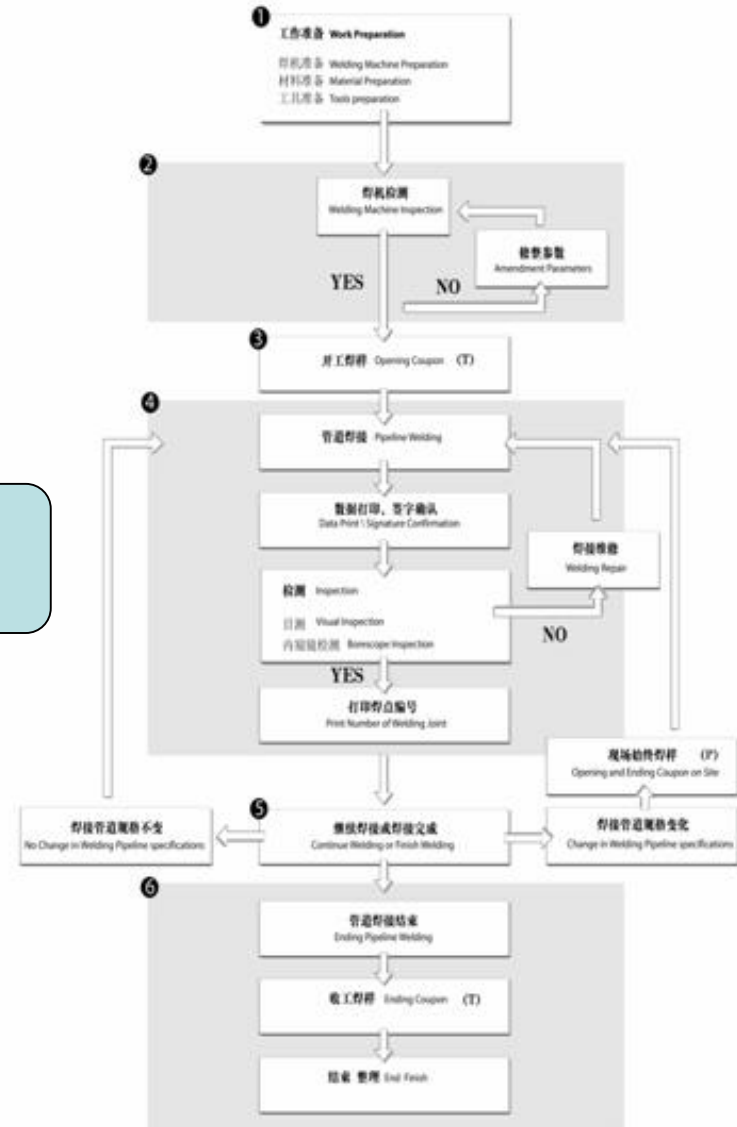 1
工作准备 Work Preparation
焊机准备 Welding Machine Preparation
材料准备 Material Preparation
工具准备 Tools preparation
2
焊机检测
Welding Machine Inspection
修整参数
Amendment Parameters
YES
NO
3
开工焊样 Opening Coupon (T)
4
管道焊接 Pipeline Welding
数据打印、签字确认
Data Print \ Signature Confirmation
焊接维修
Welding Repair
检测 Inspection
目测 Visual Inspection
内窥镜检测 Borescope Inspection
NO
YES
打印焊点编号
Print Number of Welding Joint
现场始终焊样 (P)
Opening and Ending Coupon on Site
5
焊接管道规格不变
No Change in Welding Pipeline specifications
继续焊接或焊接完成
Continue Welding or Finish Welding
焊接管道规格变化
Change in Welding Pipeline specifications
6
管道焊接结束
Ending Pipeline Welding
收工焊样 Ending Coupon (T)
结束 整理 End Finish